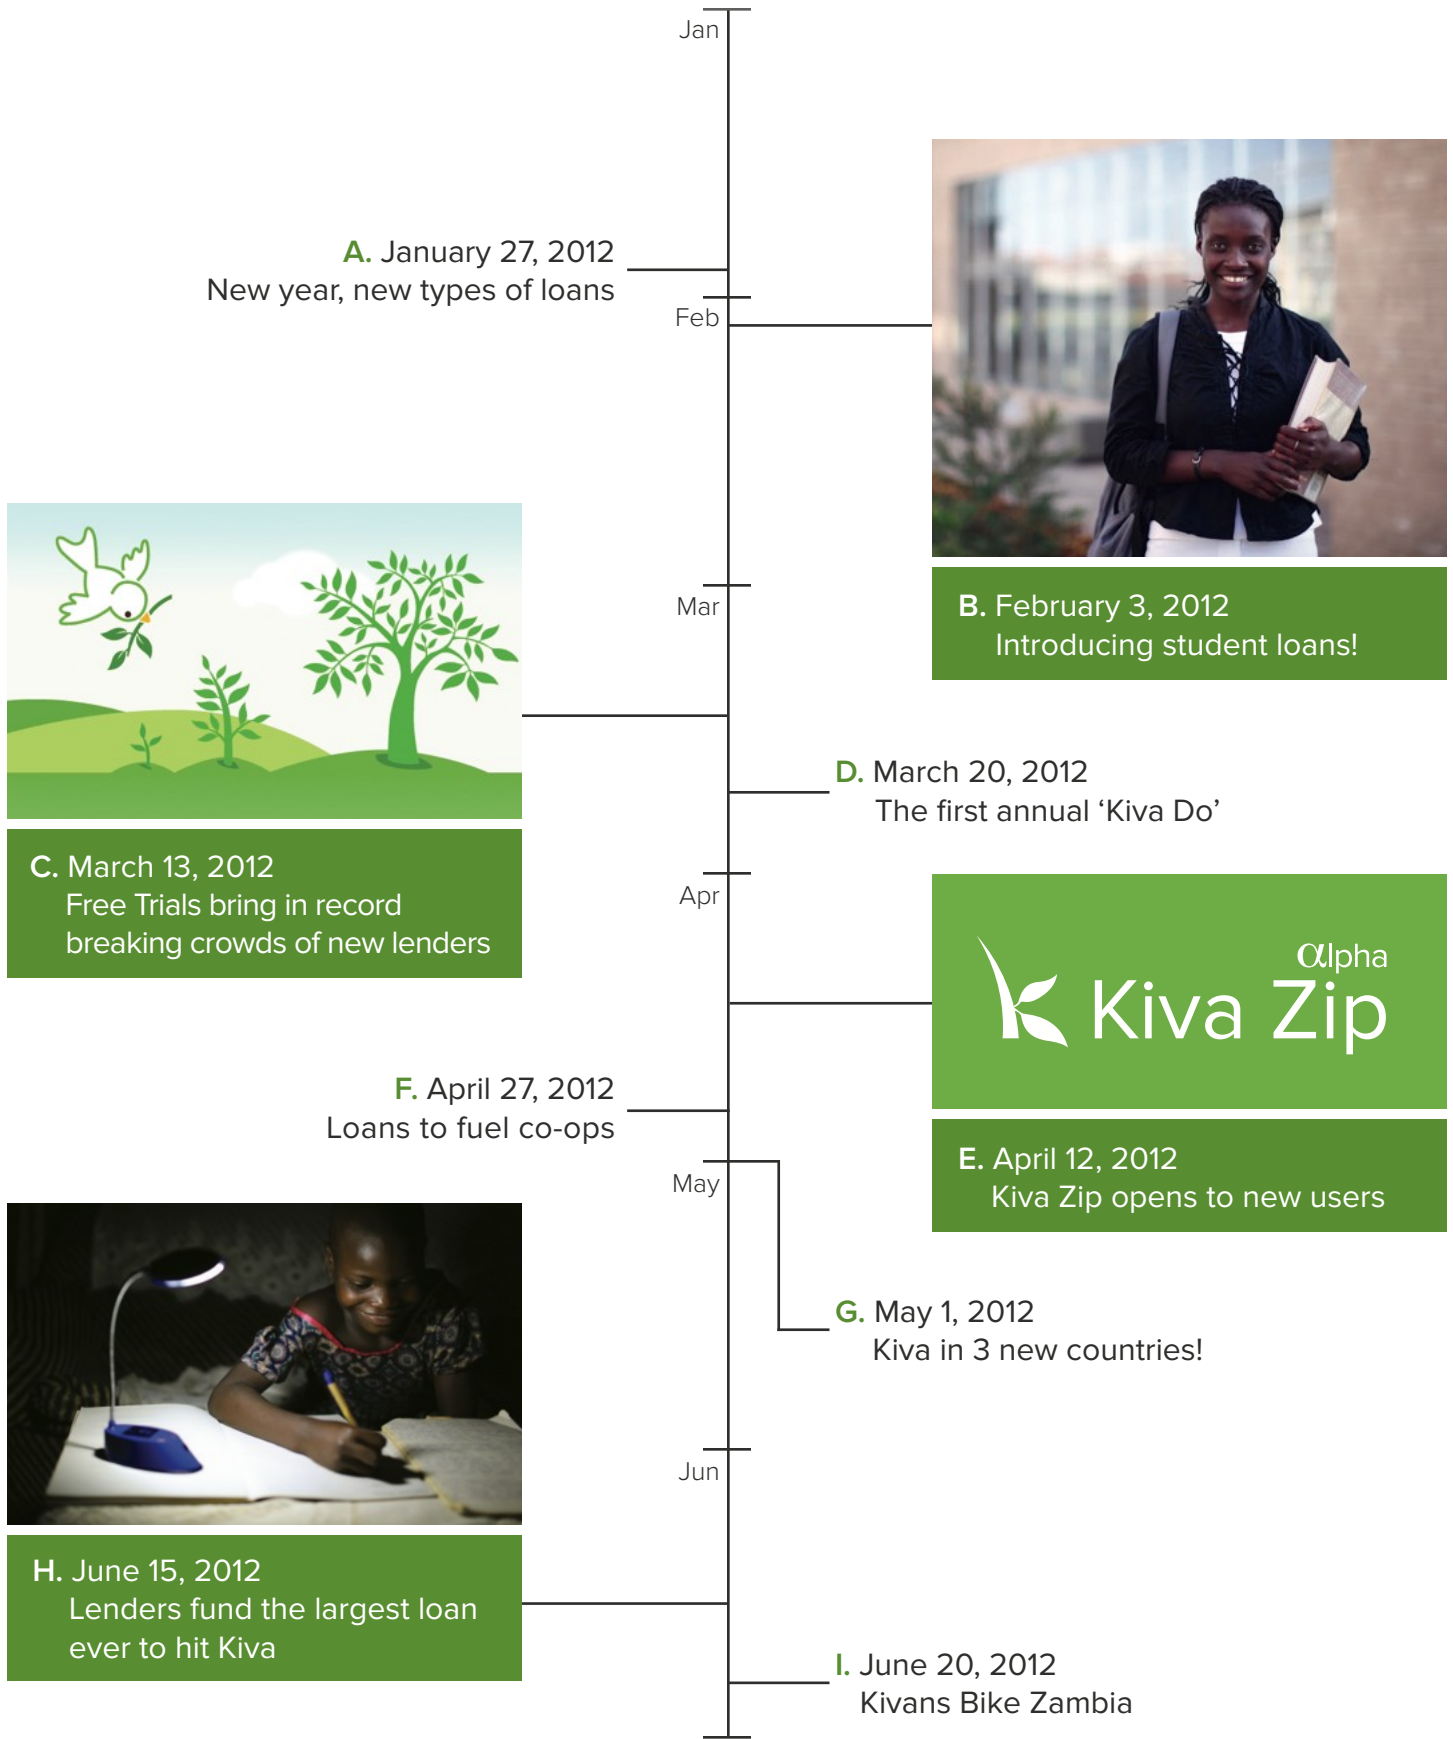 Jan
A. January 27, 2012
New year, new types of loans
Feb
B. February 3, 2012
Introducing student loans!
Mar
C. March 13, 2012
Free Trials bring in record
breaking crowds of new lenders
D. March 20, 2012
The first annual ‘Kiva Do’
Apr
αlpha
Kiva Zip
E. April 12, 2012
Kiva Zip opens to new users
F. April 27, 2012
Loans to fuel co-ops
May
G. May 1, 2012
Kiva in 3 new countries!
Jun
H. June 15, 2012
Lenders fund the largest loan
ever to hit Kiva
I. June 20, 2012
Kivans Bike Zambia